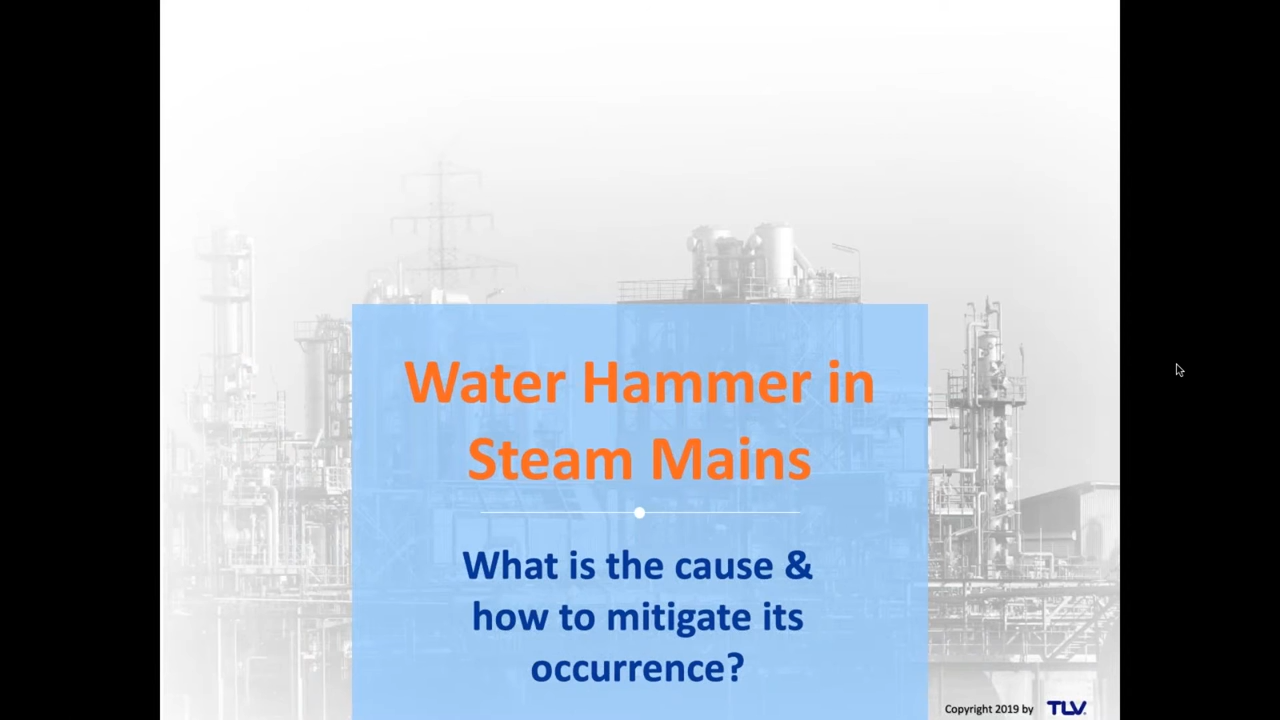 Water Hammer in
Steam Mains
What is the cause &
how to mitigate its
occurrence?
Copyright 2019 by TLV